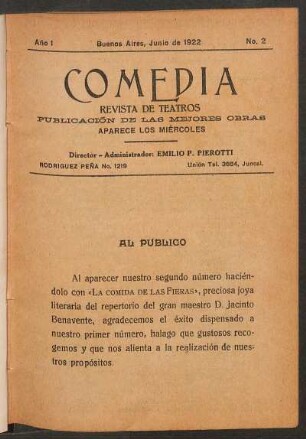 Año I Buenos Aires, Junio de 1922 No. 2
COMEDIA
REVISTA DE TEATROS
PUBLICACIÓN DE LAS MEJORES OBRAS
APARECE LOS MIÉRCOLES
Director - Administrador: EMILIO P. PIEROTTI
RODRIGUEZ PEÑA No. 1219 Unión Tel. 3884, Juncal.
AL PUBLICO
Al aparecer nuestro segundo número hacién-
dolo con «LA COMIDA DE LAS FIERAS», preciosa joya
literaria del repertorio del gran maestro D. Jacinto
Benavente, agradecemos el éxito dispensado a
nuestro primer número, halago que gustosos reco-
gemos y que nos alienta a la realización de nues-
tros propósitos.